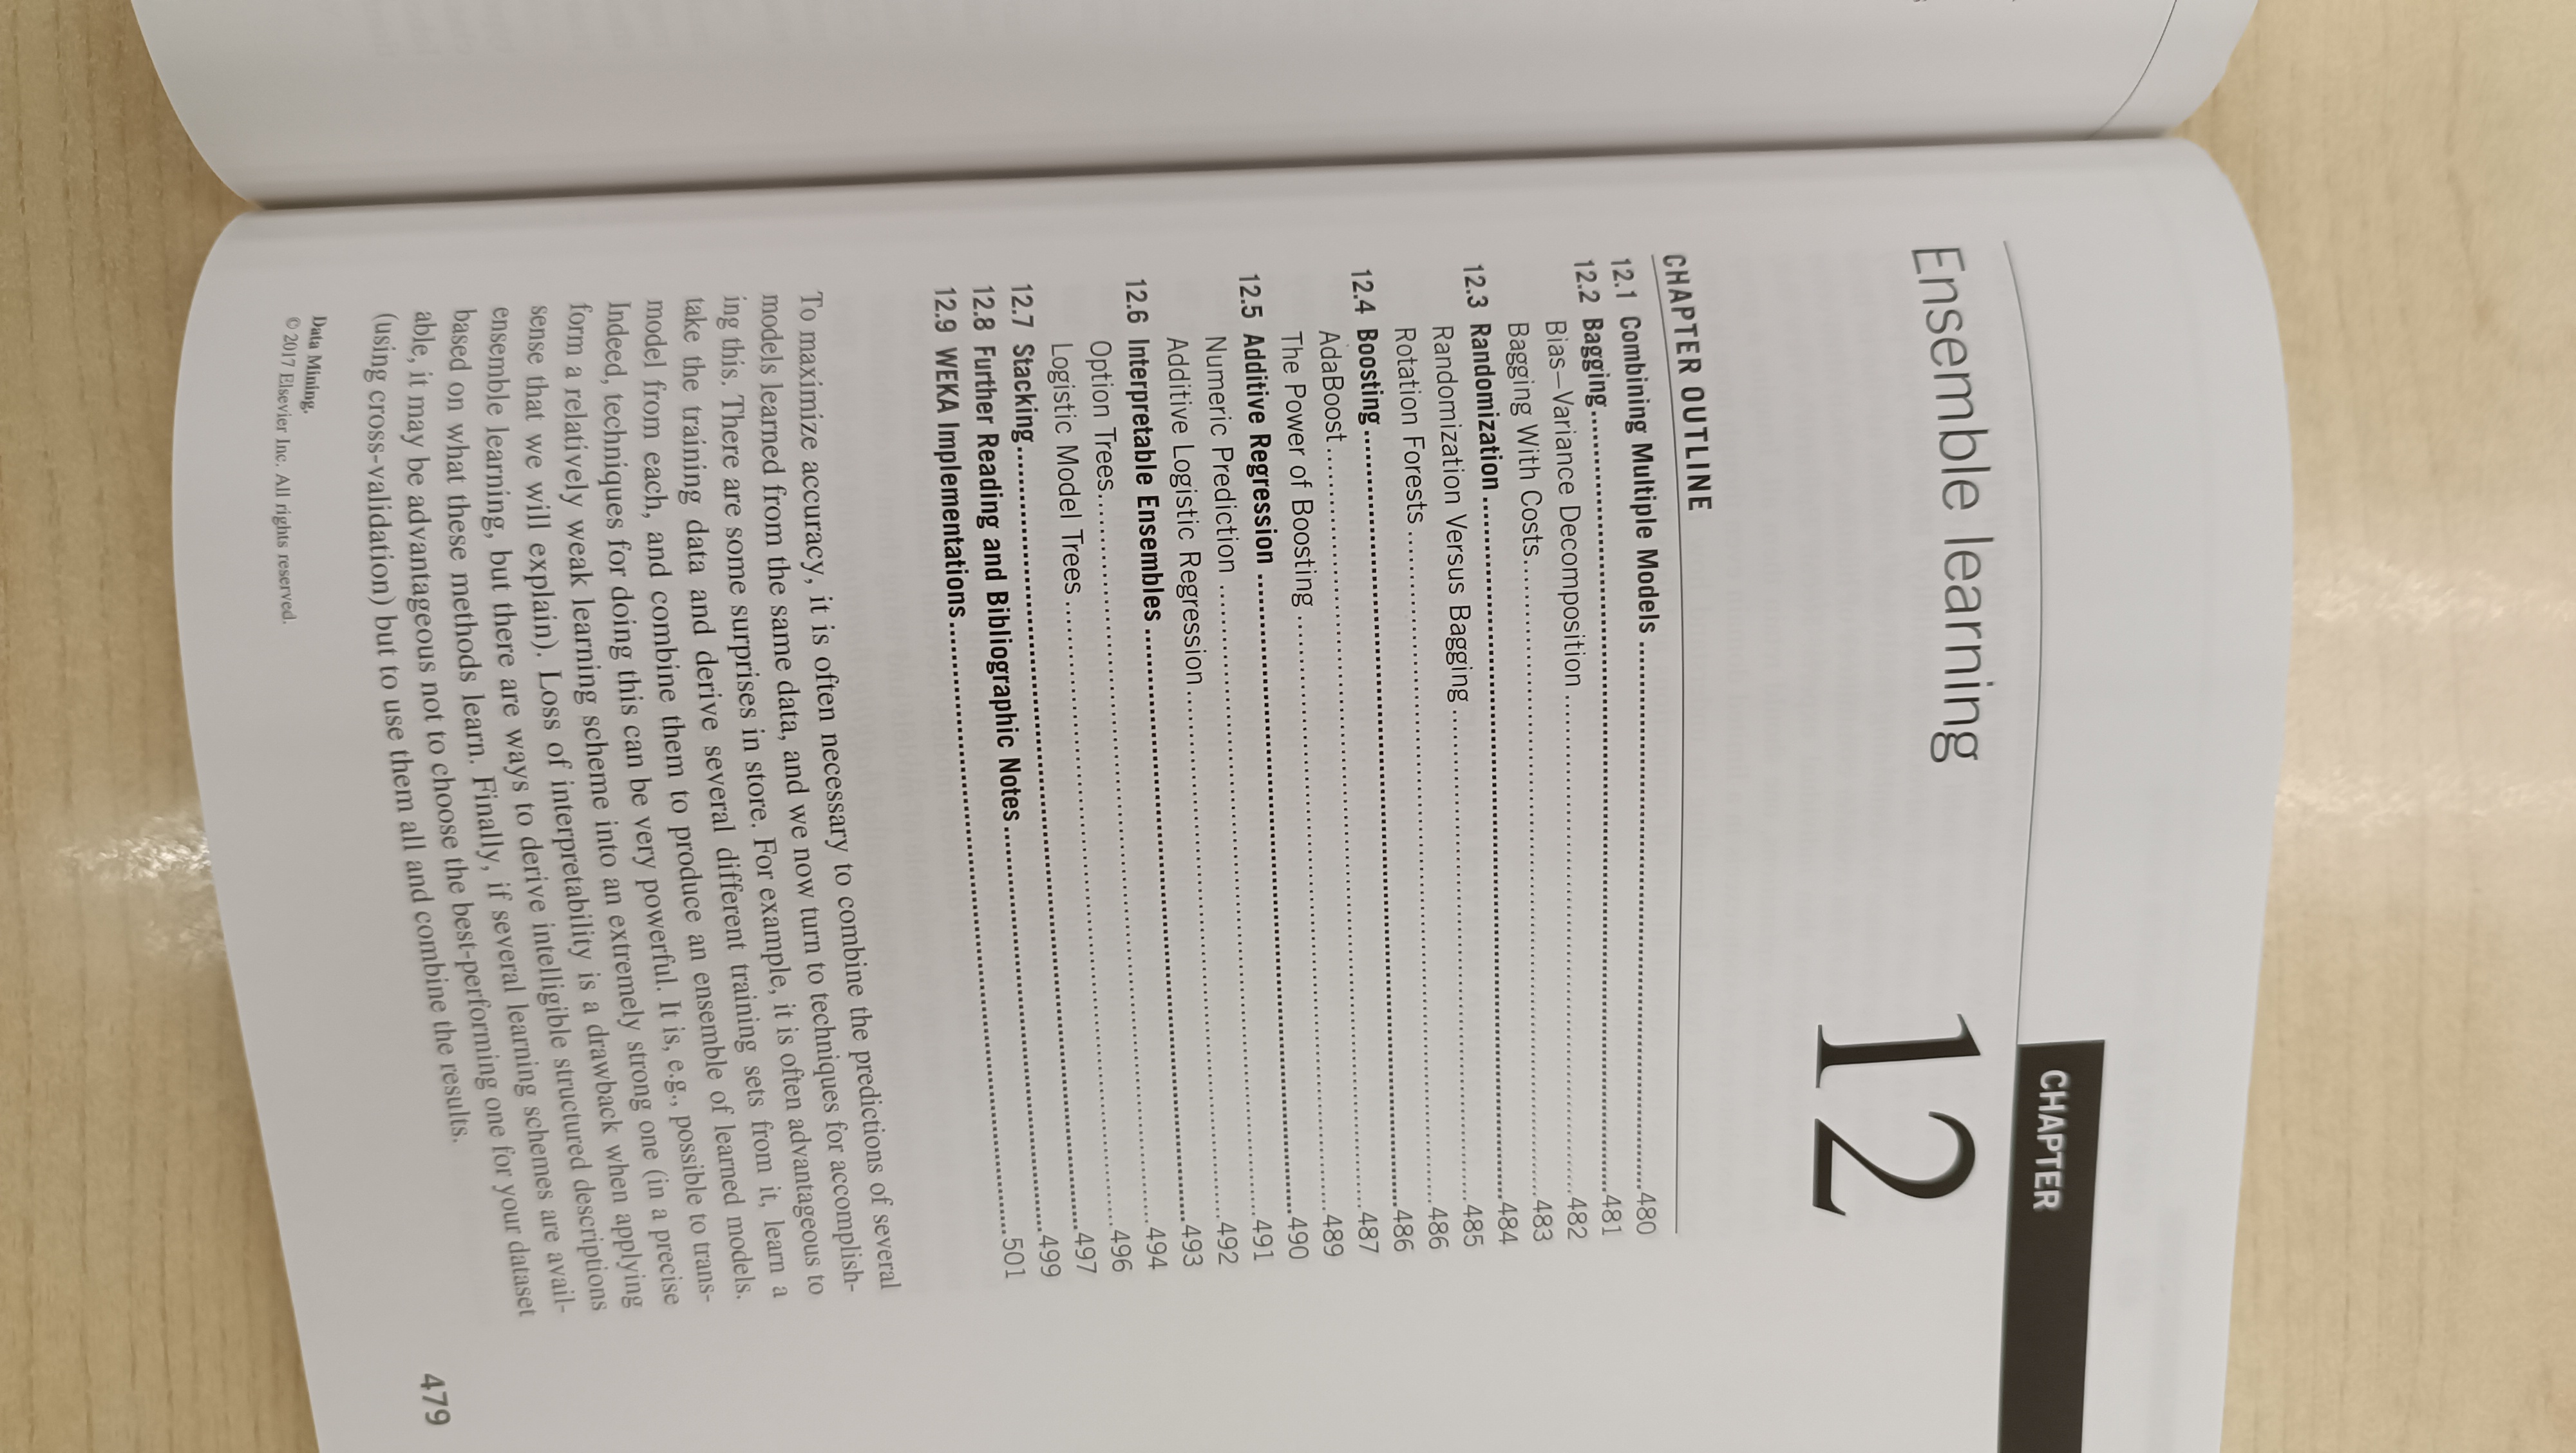 CHAPTER
Ensemble learning 12
CHAPTER OUTLINE
12.1 Combining Multiple Models ........ 480
12.2 Bagging ........ 481
Bias–Variance Decomposition ........ 482
Bagging With Costs ........ 483
12.3 Randomization ........ 484
Randomization Versus Bagging ........ 485
Rotation Forests ........ 486
12.4 Boosting ........ 486
AdaBoost ........ 487
The Power of Boosting ........ 489
12.5 Additive Regression ........ 490
Numeric Prediction ........ 491
Additive Logistic Regression ........ 492
12.6 Interpretable Ensembles ........ 493
Option Trees ........ 494
Logistic Model Trees ........ 496
12.7 Stacking ........ 497
12.8 Further Reading and Bibliographic Notes ........ 499
12.9 WEKA Implementations ........ 501
To maximize accuracy, it is often necessary to combine the predictions of several
models learned from the same data, and we now turn to techniques for accomplish-
ing this. There are some surprises in store. For example, it is often advantageous to
take the training data and derive several different training sets from it, learn a
model from each, and combine them to produce an ensemble of learned models.
Indeed, techniques for doing this can be very powerful. It is, e.g., possible to trans-
form a relatively weak learning scheme into an extremely strong one (in a precise
sense that we will explain). Loss of interpretability is a drawback when applying
ensemble learning, but there are ways to derive intelligible structured descriptions
based on what these methods learn. Finally, if several learning schemes are avail-
able, it may be advantageous not to choose the best-performing one for your dataset
(using cross-validation) but to use them all and combine the results.
Data Mining.
© 2017 Elsevier Inc. All rights reserved.
479